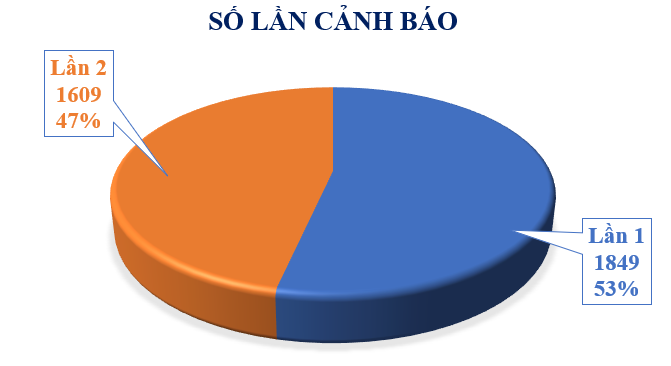 SỐ LẦN CẢNH BÁO
Lần 2
1609
47%
Lần 1
1849
53%